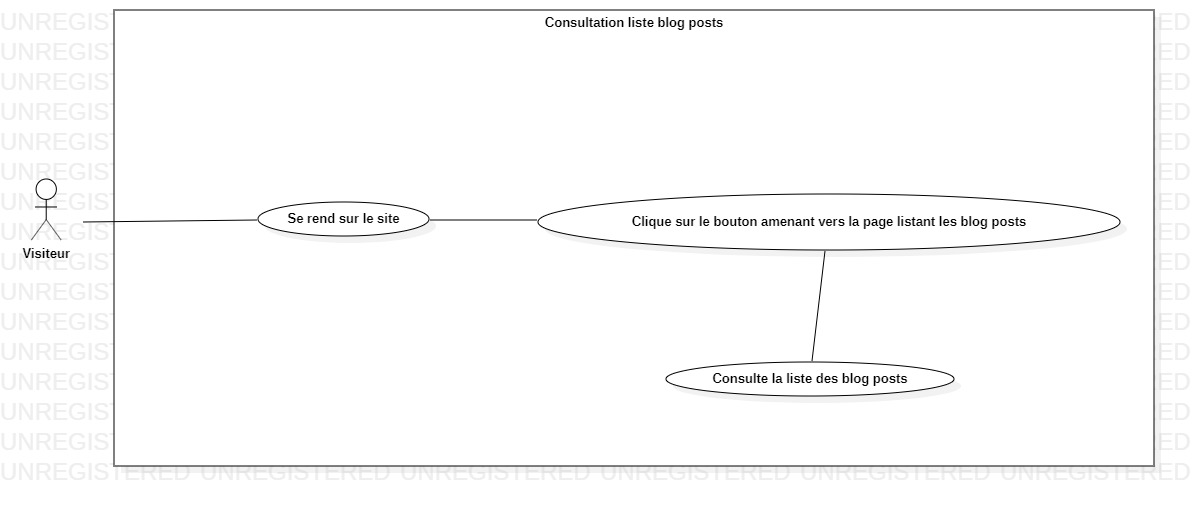 Consultation liste blog posts
Se rend sur le site
Clique sur le bouton amenant vers la page listant les blog posts
Visiteur
Consulte la liste des blog posts
UNREGISTERED UNREGISTERED UNREGISTERED UNREGISTERED UNREGISTERED UNREGISTERED